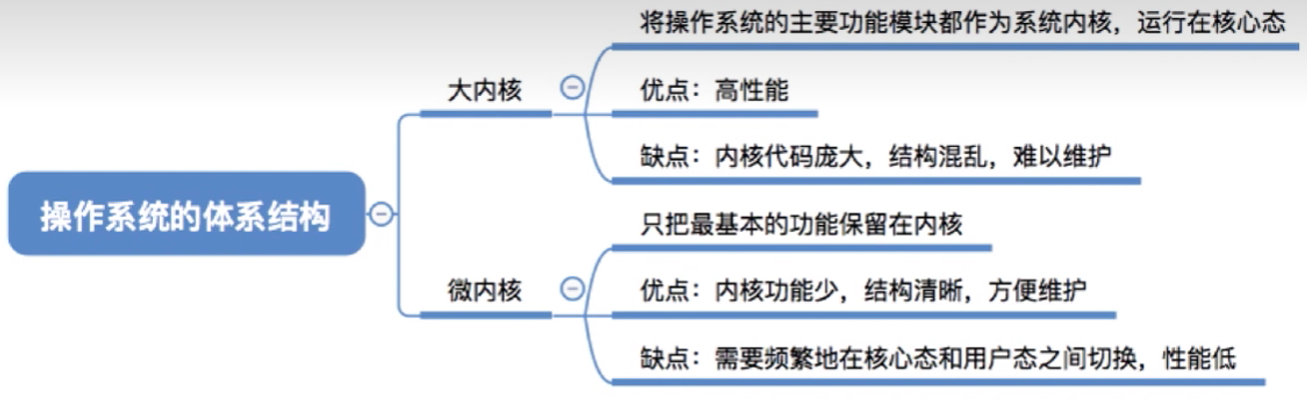 操作系统的体系结构
大内核
将操作系统的主要功能模块都作为系统内核，运行在核心态
优点：高性能
缺点：内核代码庞大，结构混乱，难以维护
微内核
只把最基本的功能保留在内核
优点：内核功能少，结构清晰，方便维护
缺点：需要频繁地在核心态和用户态之间切换，性能低